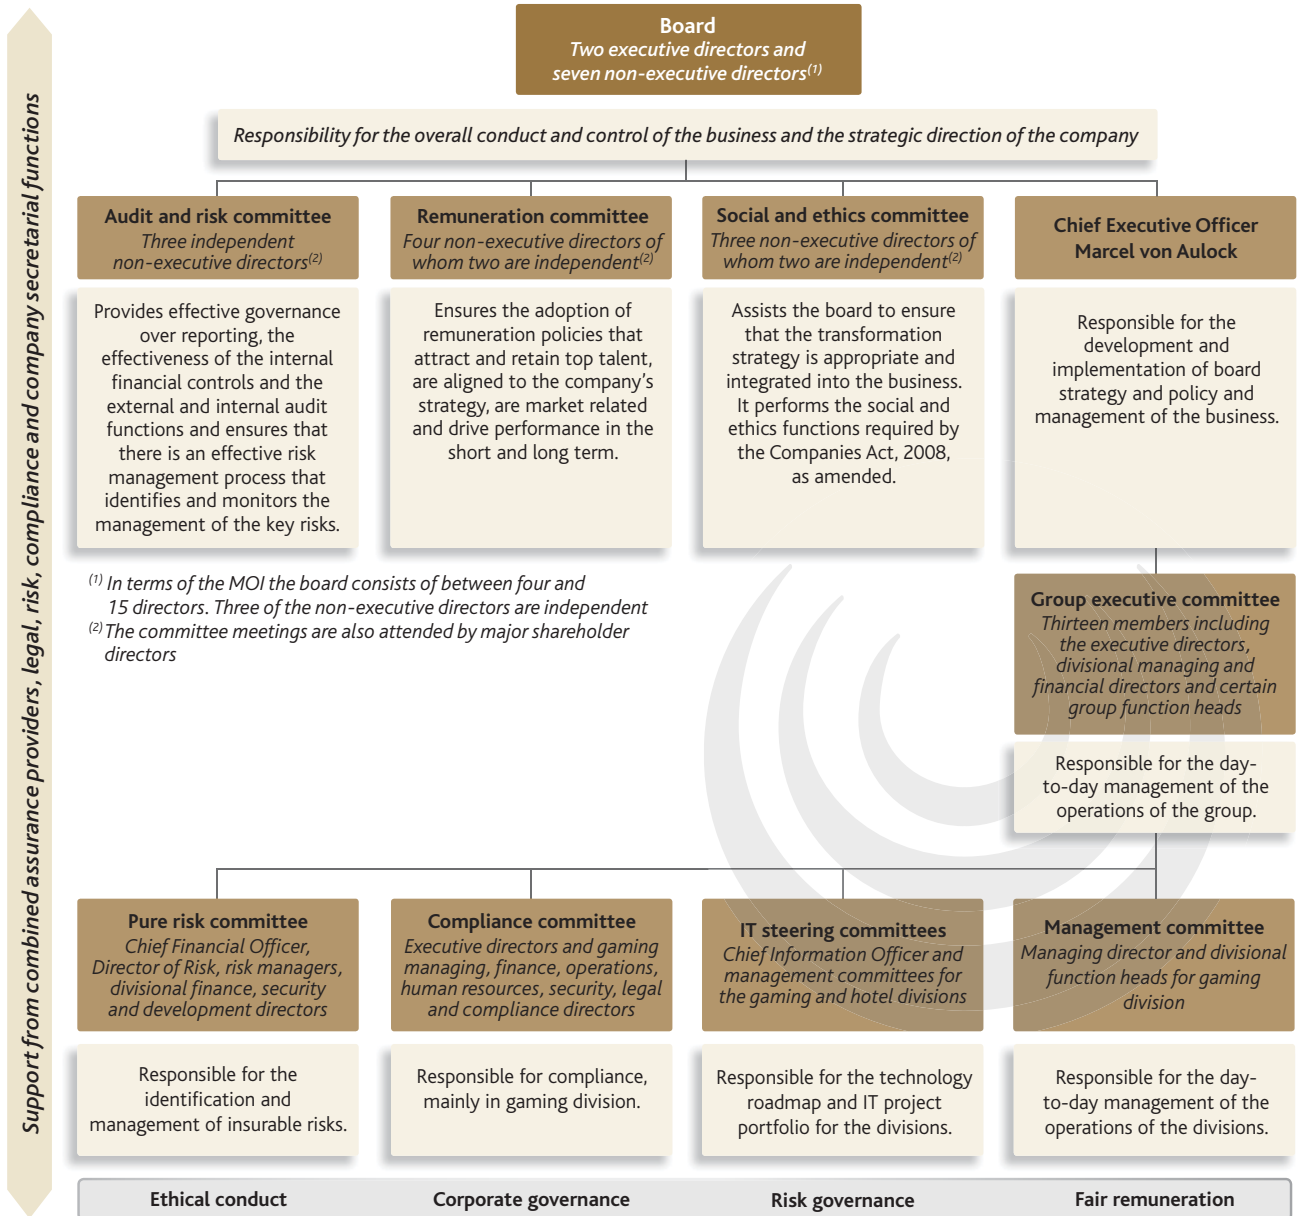 Support from combined assurance providers, legal, risk, compliance and company secretarial functions
Board
Two executive directors and
seven non-executive directors(1)
Responsibility for the overall conduct and control of the business and the strategic direction of the company
Audit and risk committee
Three independent
non-executive directors(2)
Remuneration committee
Four non-executive directors of
whom two are independent(2)
Social and ethics committee
Three non-executive directors of
whom two are independent(2)
Chief Executive Officer
Marcel von Aulock
Provides effective governance
over reporting, the
effectiveness of the internal
financial controls and the
external and internal audit
functions and ensures that
there is an effective risk
management process that
identifies and monitors the
management of the key risks.
Ensures the adoption of
remuneration policies that
attract and retain top talent,
are aligned to the company's
strategy, are market related
and drive performance in the
short and long term.
Assists the board to ensure
that the transformation
strategy is appropriate and
integrated into the business.
It performs the social and
ethics functions required by
the Companies Act, 2008,
as amended.
Responsible for the
development and
implementation of board
strategy and policy and
management of the business.
(1) In terms of the MOI the board consists of between four and
15 directors. Three of the non-executive directors are independent
(2) The committee meetings are also attended by major shareholder
directors
Group executive committee
Thirteen members including
the executive directors,
divisional managing and
financial directors and certain
group function heads
Responsible for the day-
to-day management of the
operations of the group.
Pure risk committee
Chief Financial Officer,
Director of Risk, risk managers,
divisional finance, security
and development directors
Compliance committee
Executive directors and gaming
managing, finance, operations,
human resources, security, legal
and compliance directors
IT steering committees
Chief Information Officer and
management committees for
the gaming and hotel divisions
Management committee
Managing director and divisional
function heads for gaming
division
Responsible for the
identification and
management of insurable risks.
Responsible for compliance,
mainly in gaming division.
Responsible for the technology
roadmap and IT project
portfolio for the divisions.
Responsible for the day-
to-day management of the
operations of the divisions.
Ethical conduct
Corporate governance
Risk governance
Fair remuneration